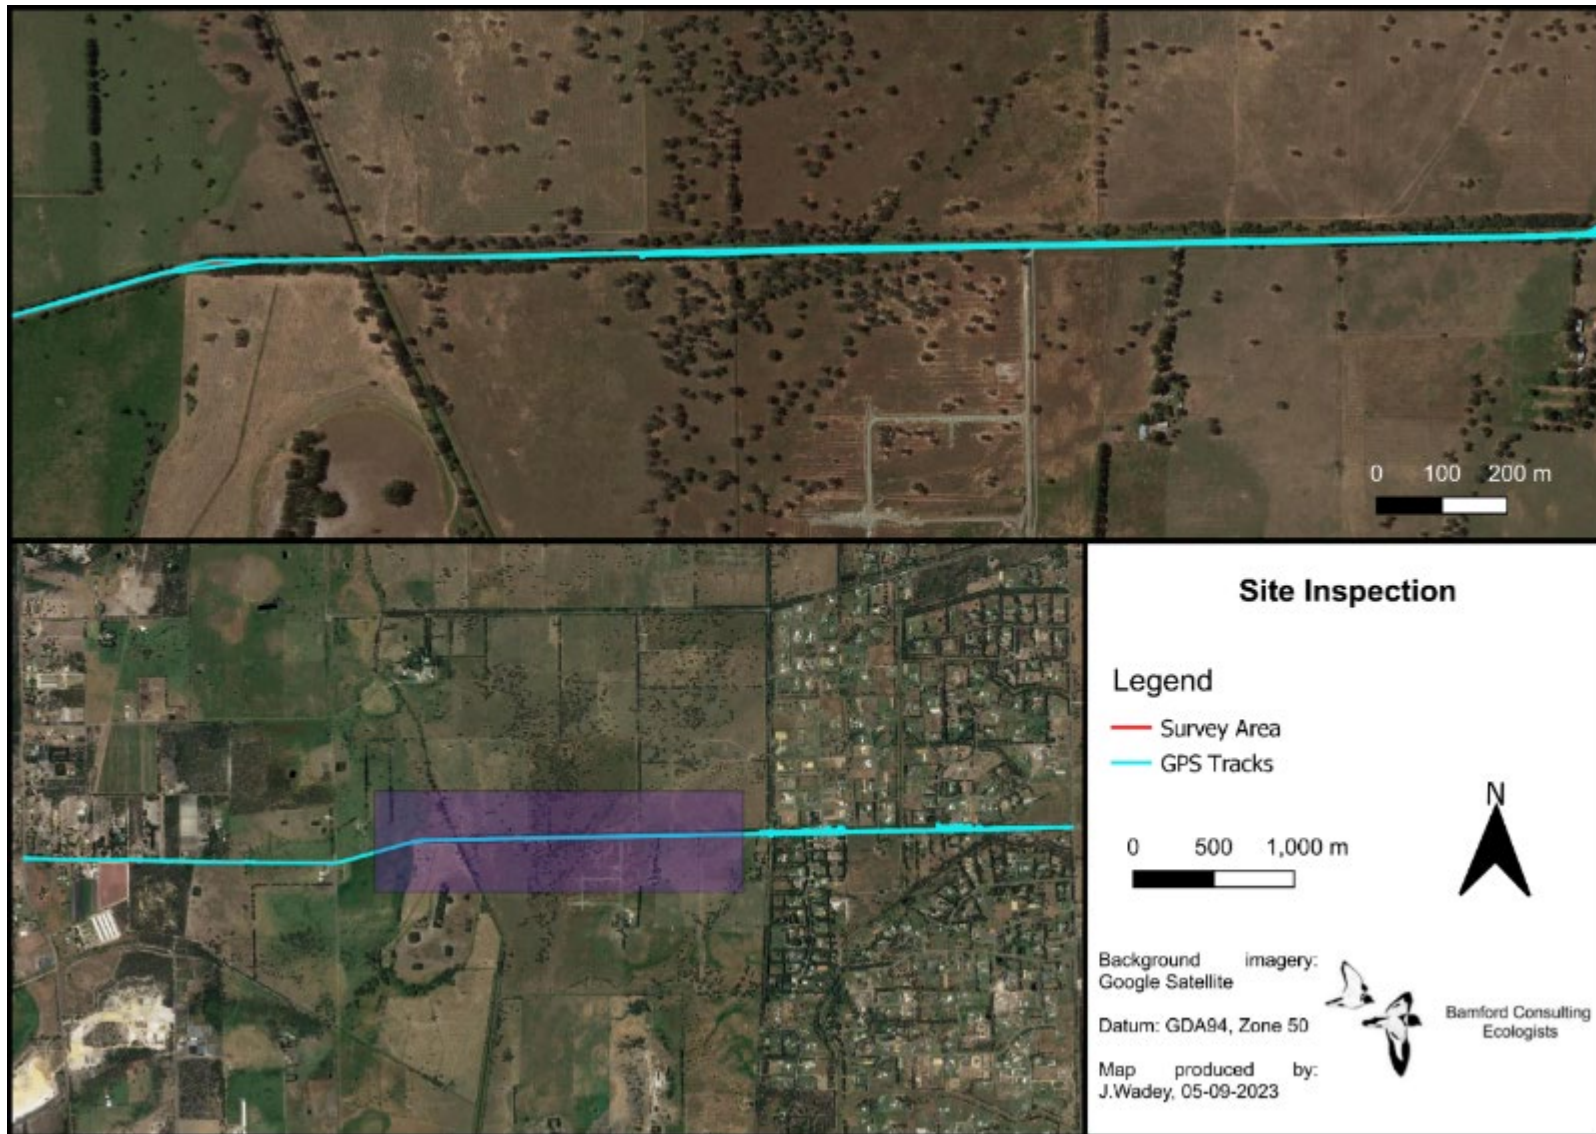 0 100 200 m
Site Inspection
Legend
Survey Area
GPS Tracks
N
0 500 1,000 m
Background imagery:
Google Satellite
Datum: GDA94, Zone 50
Map produced by:
J.Wadey, 05-09-2023
Bamford Consulting
Ecologists